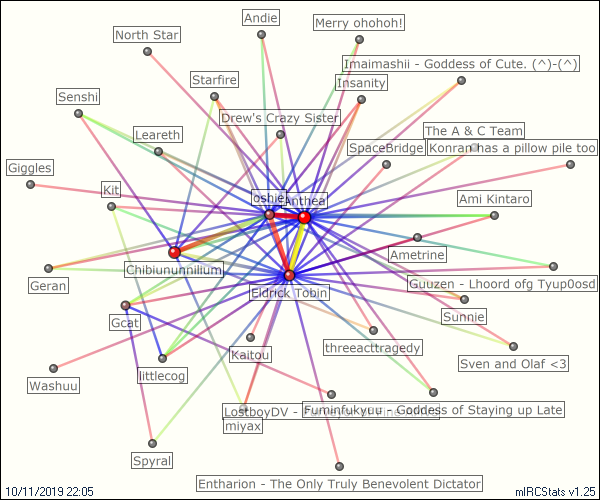 Andie
Merry ohohoh!
North Star
Imaimashii - Goddess of Cute. (^)-(^)
Starfire
Insanity
Senshi
Drew's Crazy Sister
The A & C Team
Leareth
SpaceBridge
Konran has a pillow pile too
Giggles
Kit
oshie
Anthea
Ami Kintaro
Ametrine
Chibiununnilium
Geran
Guuzen - Lhoord ofg Tyup0osd
Eldrick Tobin
Gcat
Sunnie
Kaitou
threeacttragedy
Sven and Olaf <3
littlecog
Washuu
LostboyDV -
Fuminfukyuu - Goddess of Staying up Late
miyax
Spyral
Entharion - The Only Truly Benevolent Dictator
10/11/2019 22:05
mIRCStats v1.25